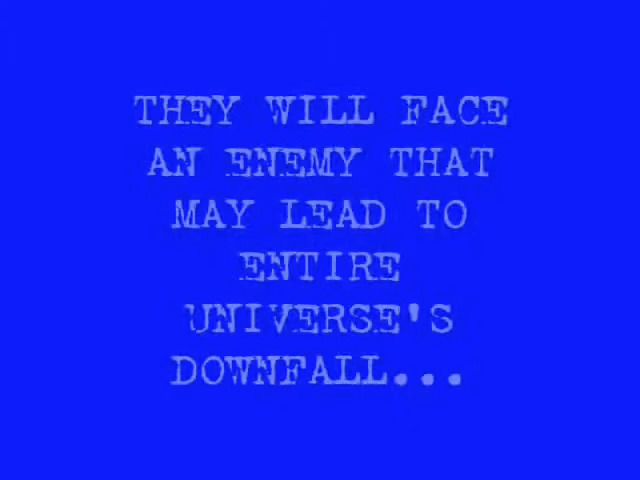 THEY WILL FACE
AN ENEMY THAT
MAY LEAD TO
ENTIRE
UNIVERSE'S
DOWNFALL...